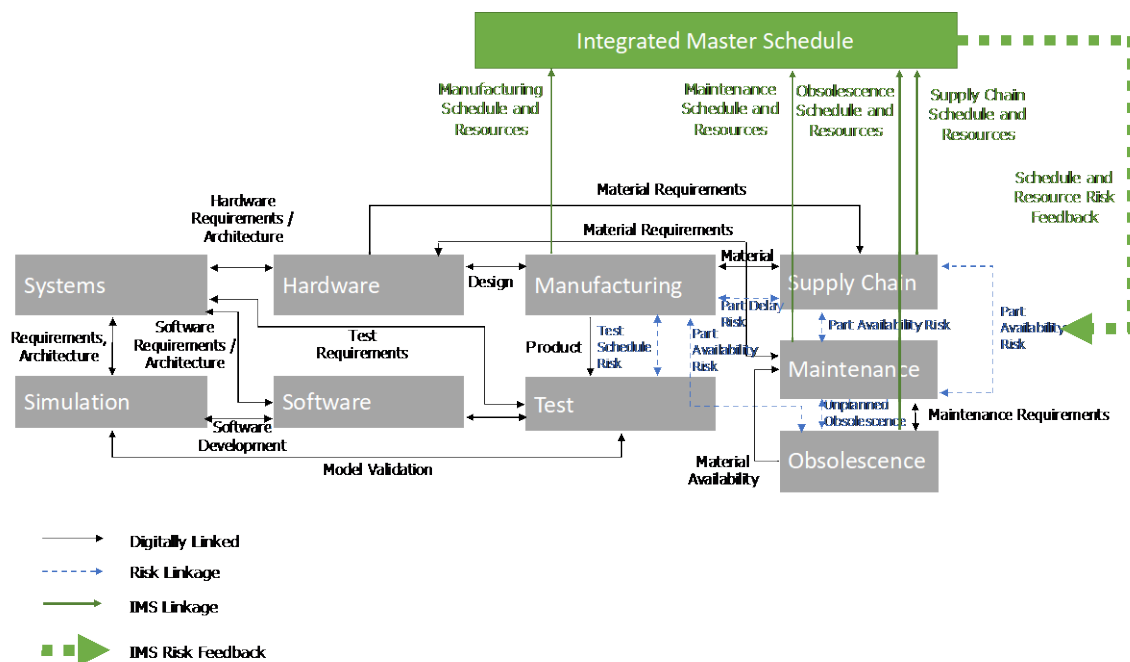 Integrated Master Schedule
Manufacturing
Schedule and
Resources
Maintenance
Schedule and
Resources
Obsolescence
Schedule and
Resources
Supply Chain
Schedule and
Resources
Schedule and
Resource Risk
Feedback
Material Requirements
Hardware
Requirements /
Architecture
Material Requirements
Systems
Hardware
Design
Manufacturing
Material
Supply Chain
Part Delay
Risk
Part
Availability
Risk
Requirements,
Architecture
Software
Requirements /
Architecture
Test
Requirements
Product
Test
Schedule
Risk
Part
Availability
Risk
Part Availability Risk
Maintenance
Simulation
Software
Test
Software
Development
Unplanned
Obsolescence
Maintenance Requirements
Model Validation
Material
Availability
Obsolescence
Digitally Linked
Risk Linkage
IMS Linkage
IMS Risk Feedback